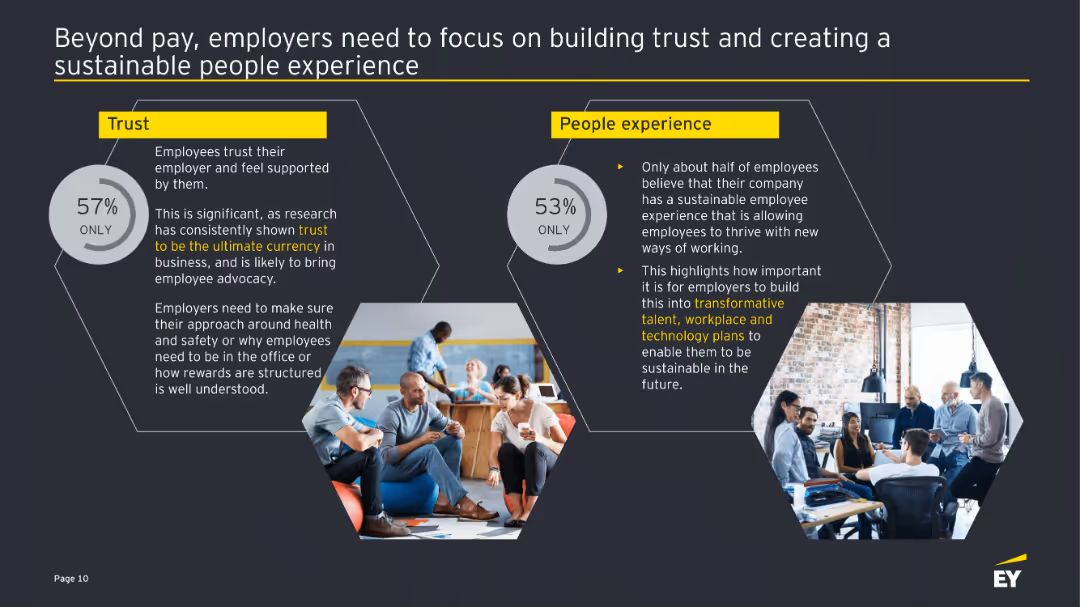 Beyond pay, employers need to focus on building trust and creating a
sustainable people experience
Trust
57%
ONLY
Employees trust their
employer and feel supported
by them.
This is significant, as research
has consistently shown trust
to be the ultimate currency in
business, and is likely to bring
employee advocacy.
Employers need to make sure
their approach around health
and safety or why employees
need to be in the office or
how rewards are structured
is well understood.
People experience
53%
ONLY
Only about half of employees
believe that their company
has a sustainable employee
experience that is allowing
employees to thrive with new
ways of working.
This highlights how important
it is for employers to build
this into transformative
talent, workplace and
technology plans to
enable them to be
sustainable in the
future.
Page 10
EY